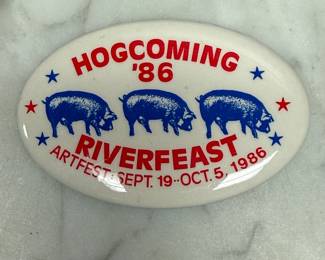 HOGCOMING
'86
RIVERFEAST
ARTFEST: SEPT. 19--OCT. 5, 1986